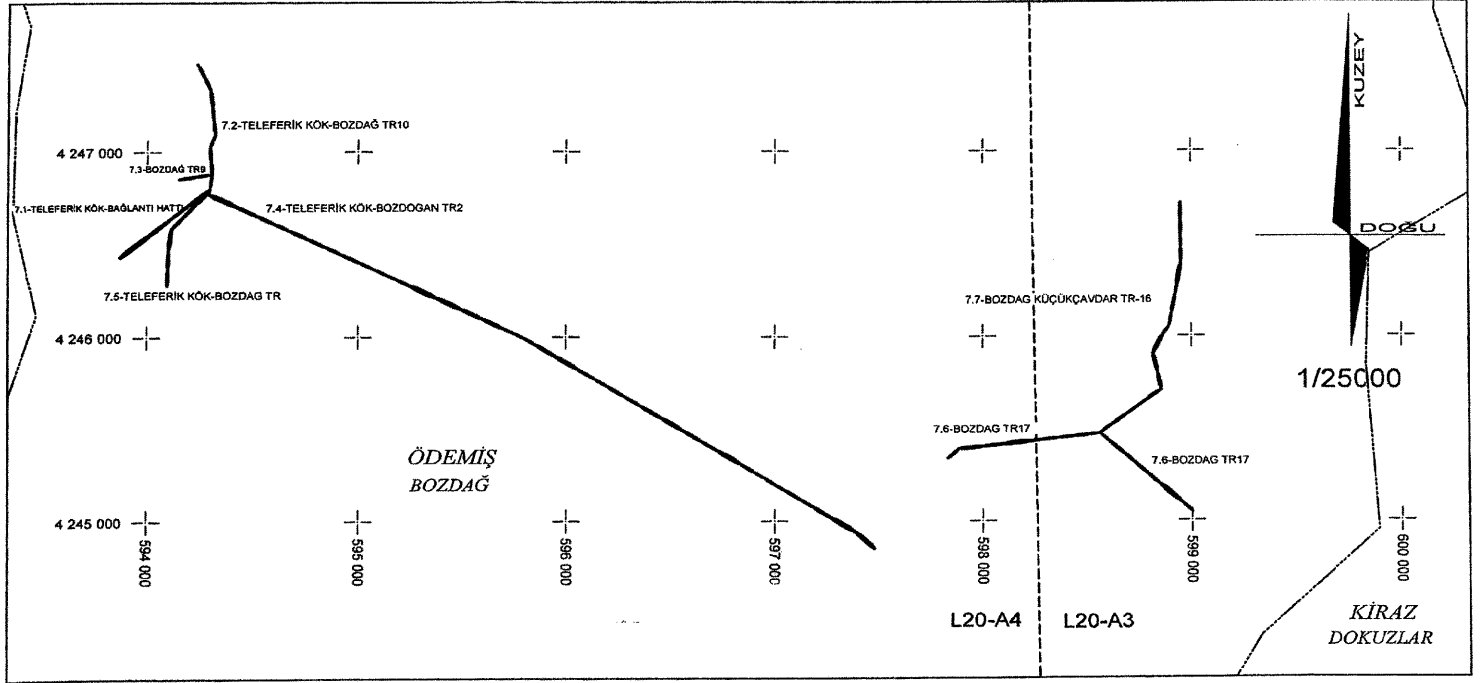 KUZEY
DOĞU
1/25000
7.2-TELEFERİK KÖK-BOZDAĞ TR10
4 247 000
7.3-BOZDAĞ TR9
7.1-TELEFERİK KÖK-BAĞLANTI HATTI
7.4-TELEFERİK KÖK-BOZDOGAN TR2
7.5-TELEFERİK KÖK-BOZDAG TR
7.7-BOZDAG KÜÇÜKÇAVDAR TR-16
4 246 000
7.6-BOZDAG TR17
ÖDEMİŞ
BOZDAĞ
7.6-BOZDAG TR17
4 245 000
594 000
595 000
596 000
597 000
598 000
599 000
600 000
L20-A4
L20-A3
KİRAZ
DOKUZLAR